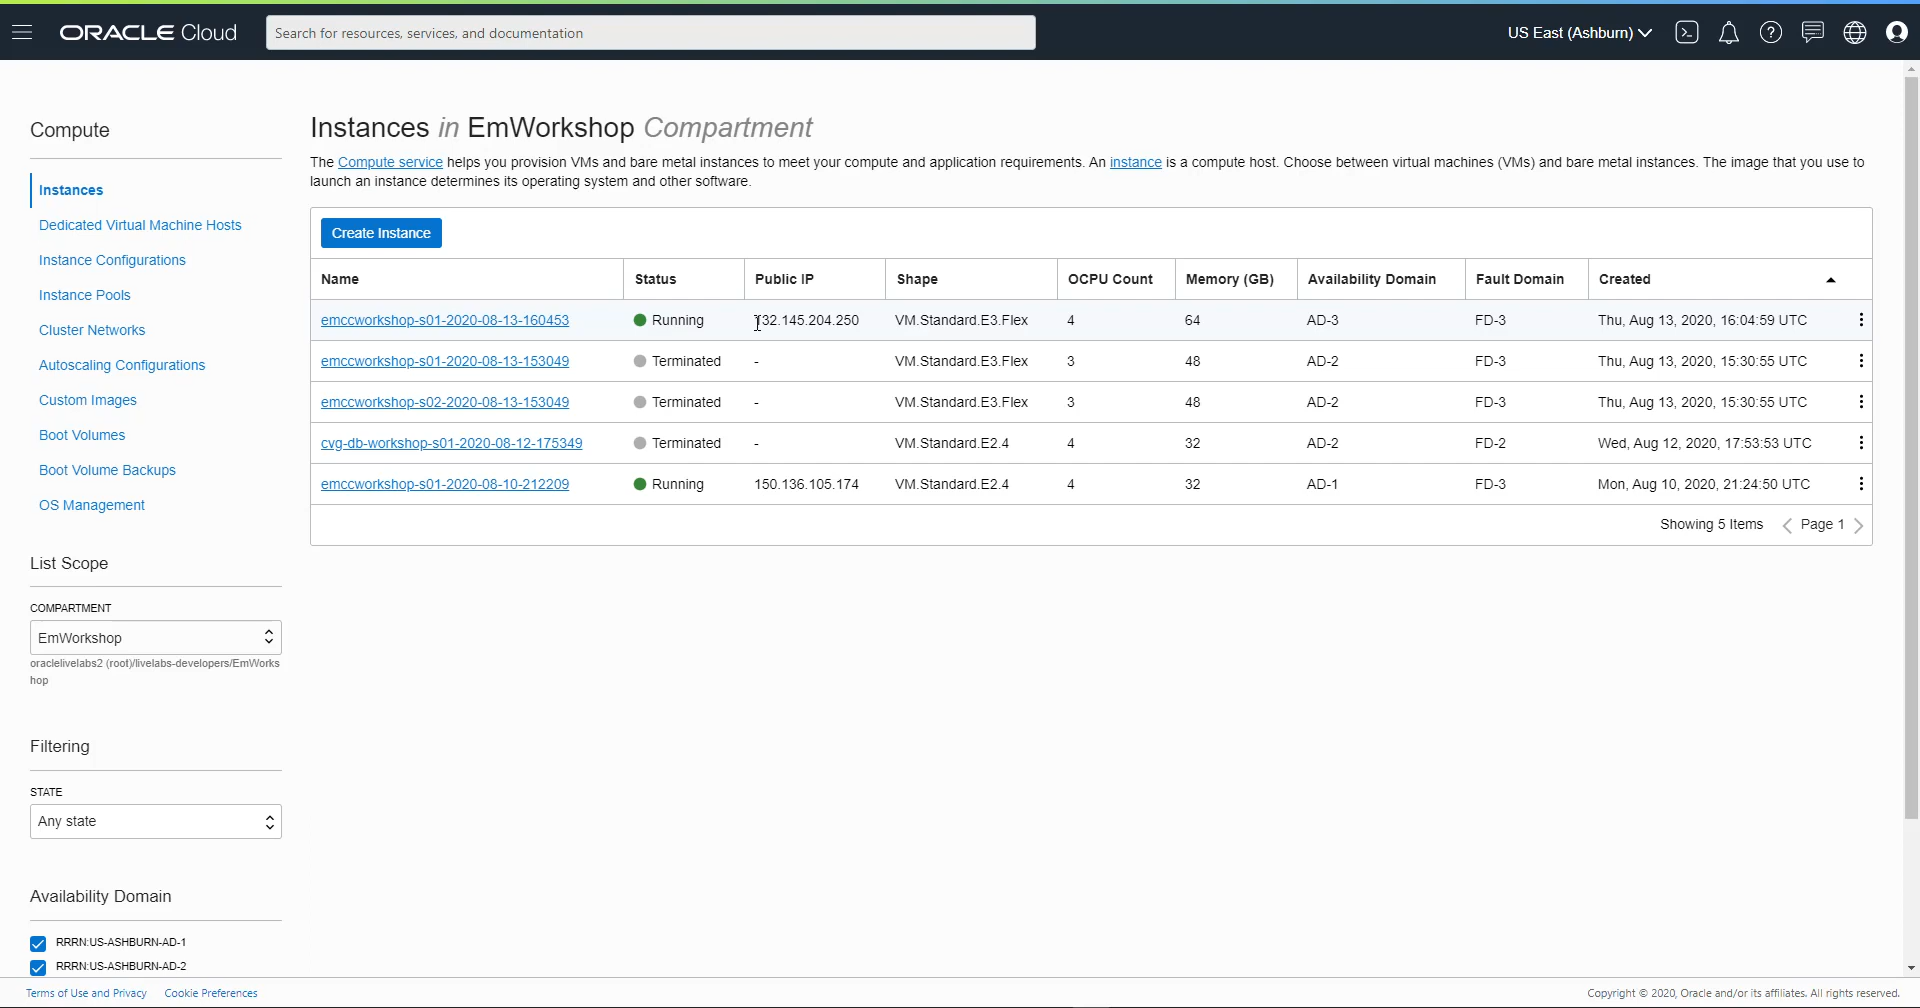 ORACLE Cloud
Search for resources, services, and documentation
US East (Ashburn)
Compute
Instances
Dedicated Virtual Machine Hosts
Instance Configurations
Instance Pools
Cluster Networks
Autoscaling Configurations
Custom Images
Boot Volumes
Boot Volume Backups
OS Management
List Scope
COMPARTMENT
EmWorkshop
oraclelivelabs2 (root)/livelabs-developers/EmWorks
hop
Filtering
STATE
Any state
Availability Domain
RRRN:US-ASHBURN-AD-1
RRRN:US-ASHBURN-AD-2
Instances in EmWorkshop Compartment
The Compute service helps you provision VMs and bare metal instances to meet your compute and application requirements. An instance is a compute host. Choose between virtual machines (VMs) and bare metal instances. The image that you use to
launch an instance determines its operating system and other software.
Create Instance
Name Status Public IP Shape OCPU Count Memory (GB) Availability Domain Fault Domain Created
emccworkshop-s01-2020-08-13-160453 Running 132.145.204.250 VM.Standard.E3.Flex 4 64 AD-3 FD-3 Thu, Aug 13, 2020, 16:04:59 UTC
emccworkshop-s01-2020-08-13-153049 Terminated - VM.Standard.E3.Flex 3 48 AD-2 FD-3 Thu, Aug 13, 2020, 15:30:55 UTC
emccworkshop-s02-2020-08-13-153049 Terminated - VM.Standard.E3.Flex 3 48 AD-2 FD-3 Thu, Aug 13, 2020, 15:30:55 UTC
cvg-db-workshop-s01-2020-08-12-175349 Terminated - VM.Standard.E2.4 4 32 AD-2 FD-2 Wed, Aug 12, 2020, 17:53:53 UTC
emccworkshop-s01-2020-08-10-212209 Running 150.136.105.174 VM.Standard.E2.4 4 32 AD-1 FD-3 Mon, Aug 10, 2020, 21:24:50 UTC
Showing 5 Items Page 1
Terms of Use and Privacy Cookie Preferences
Copyright © 2020, Oracle and/or its affiliates. All rights reserved.